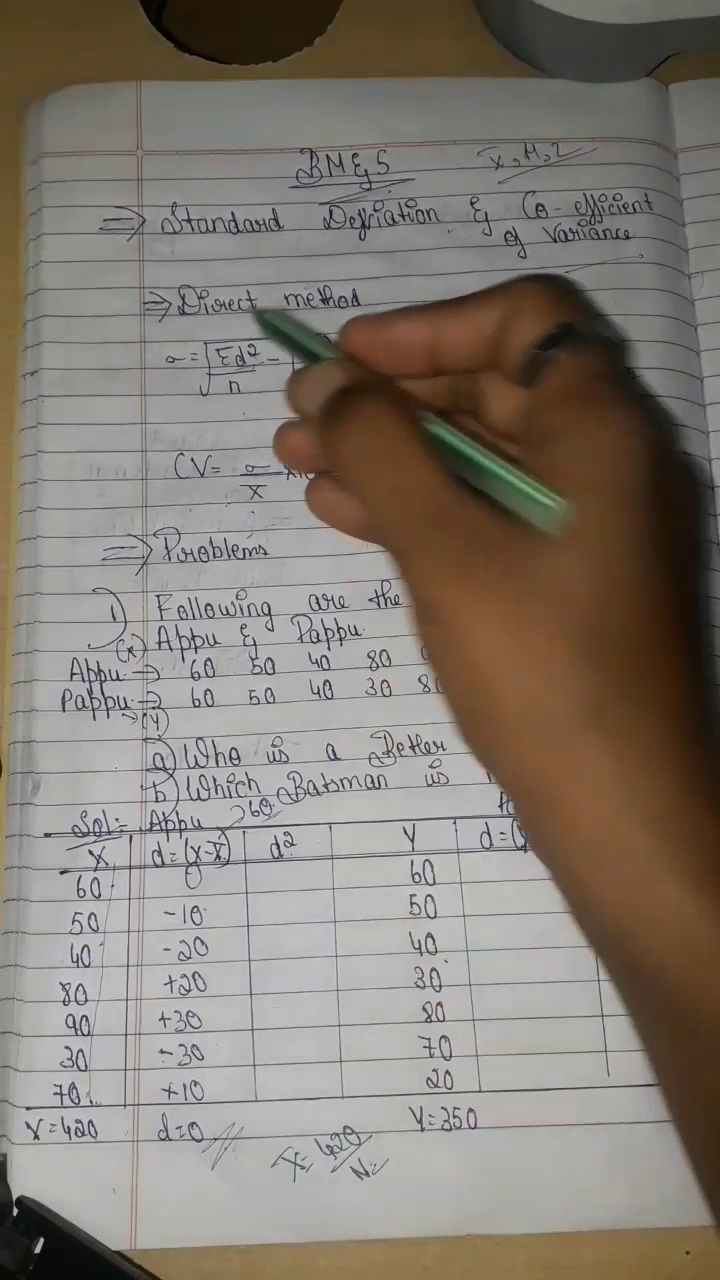 BM&S
X̄, M, Z
⇒ Standard Deviation & Co-efficient
of Variance
⇒ Direct method
σ = √Σd²/n -
CV = σ/x̄ ×
⇒ Problems
1) Following are the
(X) Appu & Pappu
Appu → 60 50 40 80
Pappu → 60 50 40 30 80
→ (Y)
a) Who is a Better
b) Which Batsman is
Sol:- Appu → 60
X d = (x-x̄) d² Y d =
60 0 60
50 -10 50
40 -20 40
80 +20 30
90 +30 80
30 -30 70
70 +10 20
X = 420 d = 0 Y = 350
X̄ = 420/N =